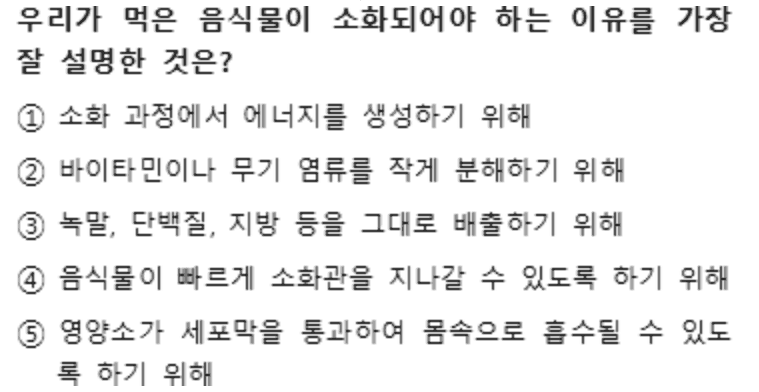 우리가 먹은 음식물이 소화되어야 하는 이유를 가장
잘 설명한 것은?
① 소화 과정에서 에너지를 생성하기 위해
② 바이타민이나 무기 염류를 작게 분해하기 위해
③ 녹말, 단백질, 지방 등을 그대로 배출하기 위해
④ 음식물이 빠르게 소화관을 지나갈 수 있도록 하기 위해
⑤ 영양소가 세포막을 통과하여 몸속으로 흡수될 수 있도
록 하기 위해